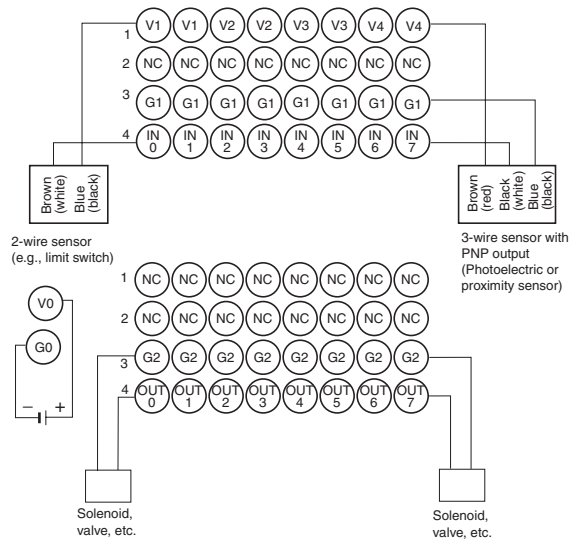 1 V1 V1 V2 V2 V3 V3 V4 V4
2 NC NC NC NC NC NC NC NC
3 G1 G1 G1 G1 G1 G1 G1 G1
4 IN 0 IN 1 IN 2 IN 3 IN 4 IN 5 IN 6 IN 7
Brown
(white)
Blue
(black)
Brown
(red)
Black
(white)
Blue
(black)
2-wire sensor
(e.g., limit switch)
3-wire sensor with
PNP output
(Photoelectric or
proximity sensor)
1 NC NC NC NC NC NC NC NC
2 NC NC NC NC NC NC NC NC
V0
G0
3 G2 G2 G2 G2 G2 G2 G2 G2
4 OUT 0 OUT 1 OUT 2 OUT 3 OUT 4 OUT 5 OUT 6 OUT 7
− +
Solenoid,
valve, etc.
Solenoid,
valve, etc.